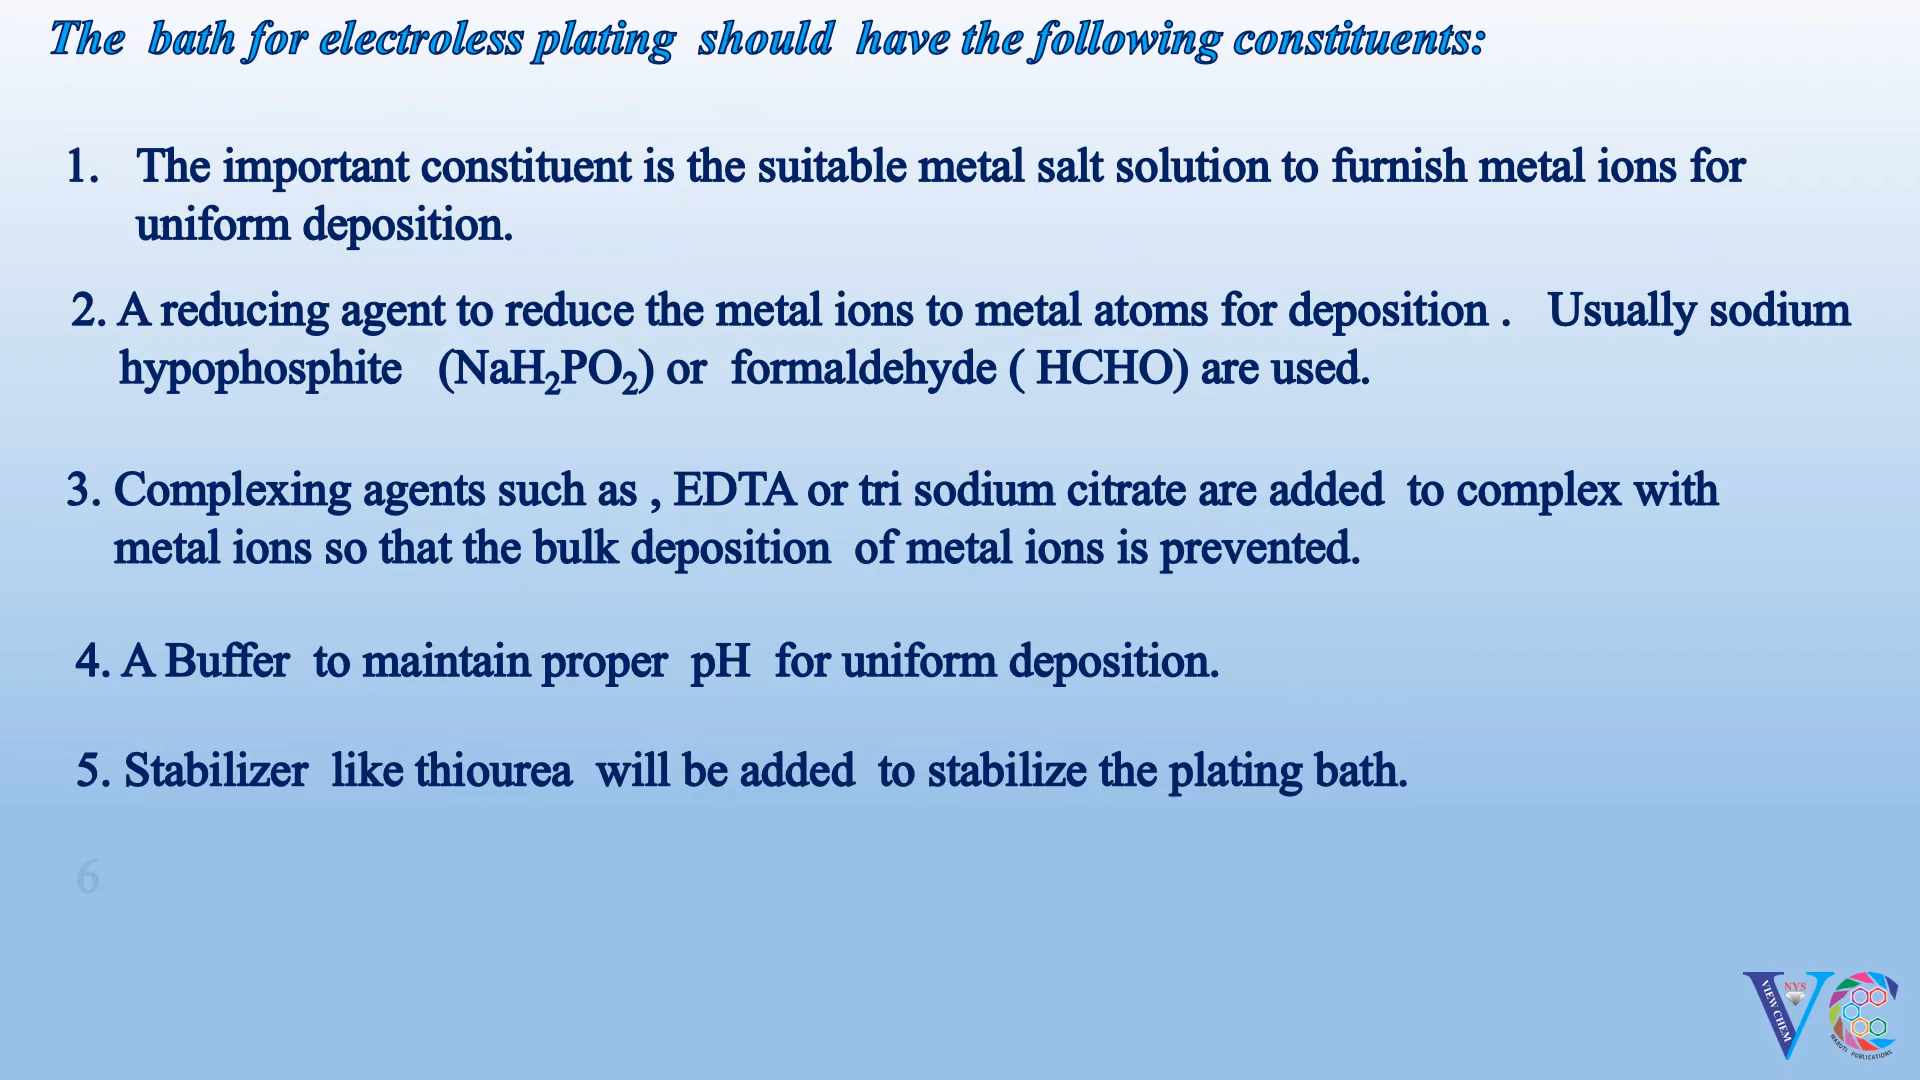 The bath for electroless plating should have the following constituents:
1. The important constituent is the suitable metal salt solution to furnish metal ions for
uniform deposition.
2. A reducing agent to reduce the metal ions to metal atoms for deposition . Usually sodium
hypophosphite (NaH₂PO₂) or formaldehyde ( HCHO) are used.
3. Complexing agents such as , EDTA or tri sodium citrate are added to complex with
metal ions so that the bulk deposition of metal ions is prevented.
4. A Buffer to maintain proper pH for uniform deposition.
5. Stabilizer like thiourea will be added to stabilize the plating bath.
6
VC
NYS
VIEW CHEM
MARUTI PUBLICATIONS